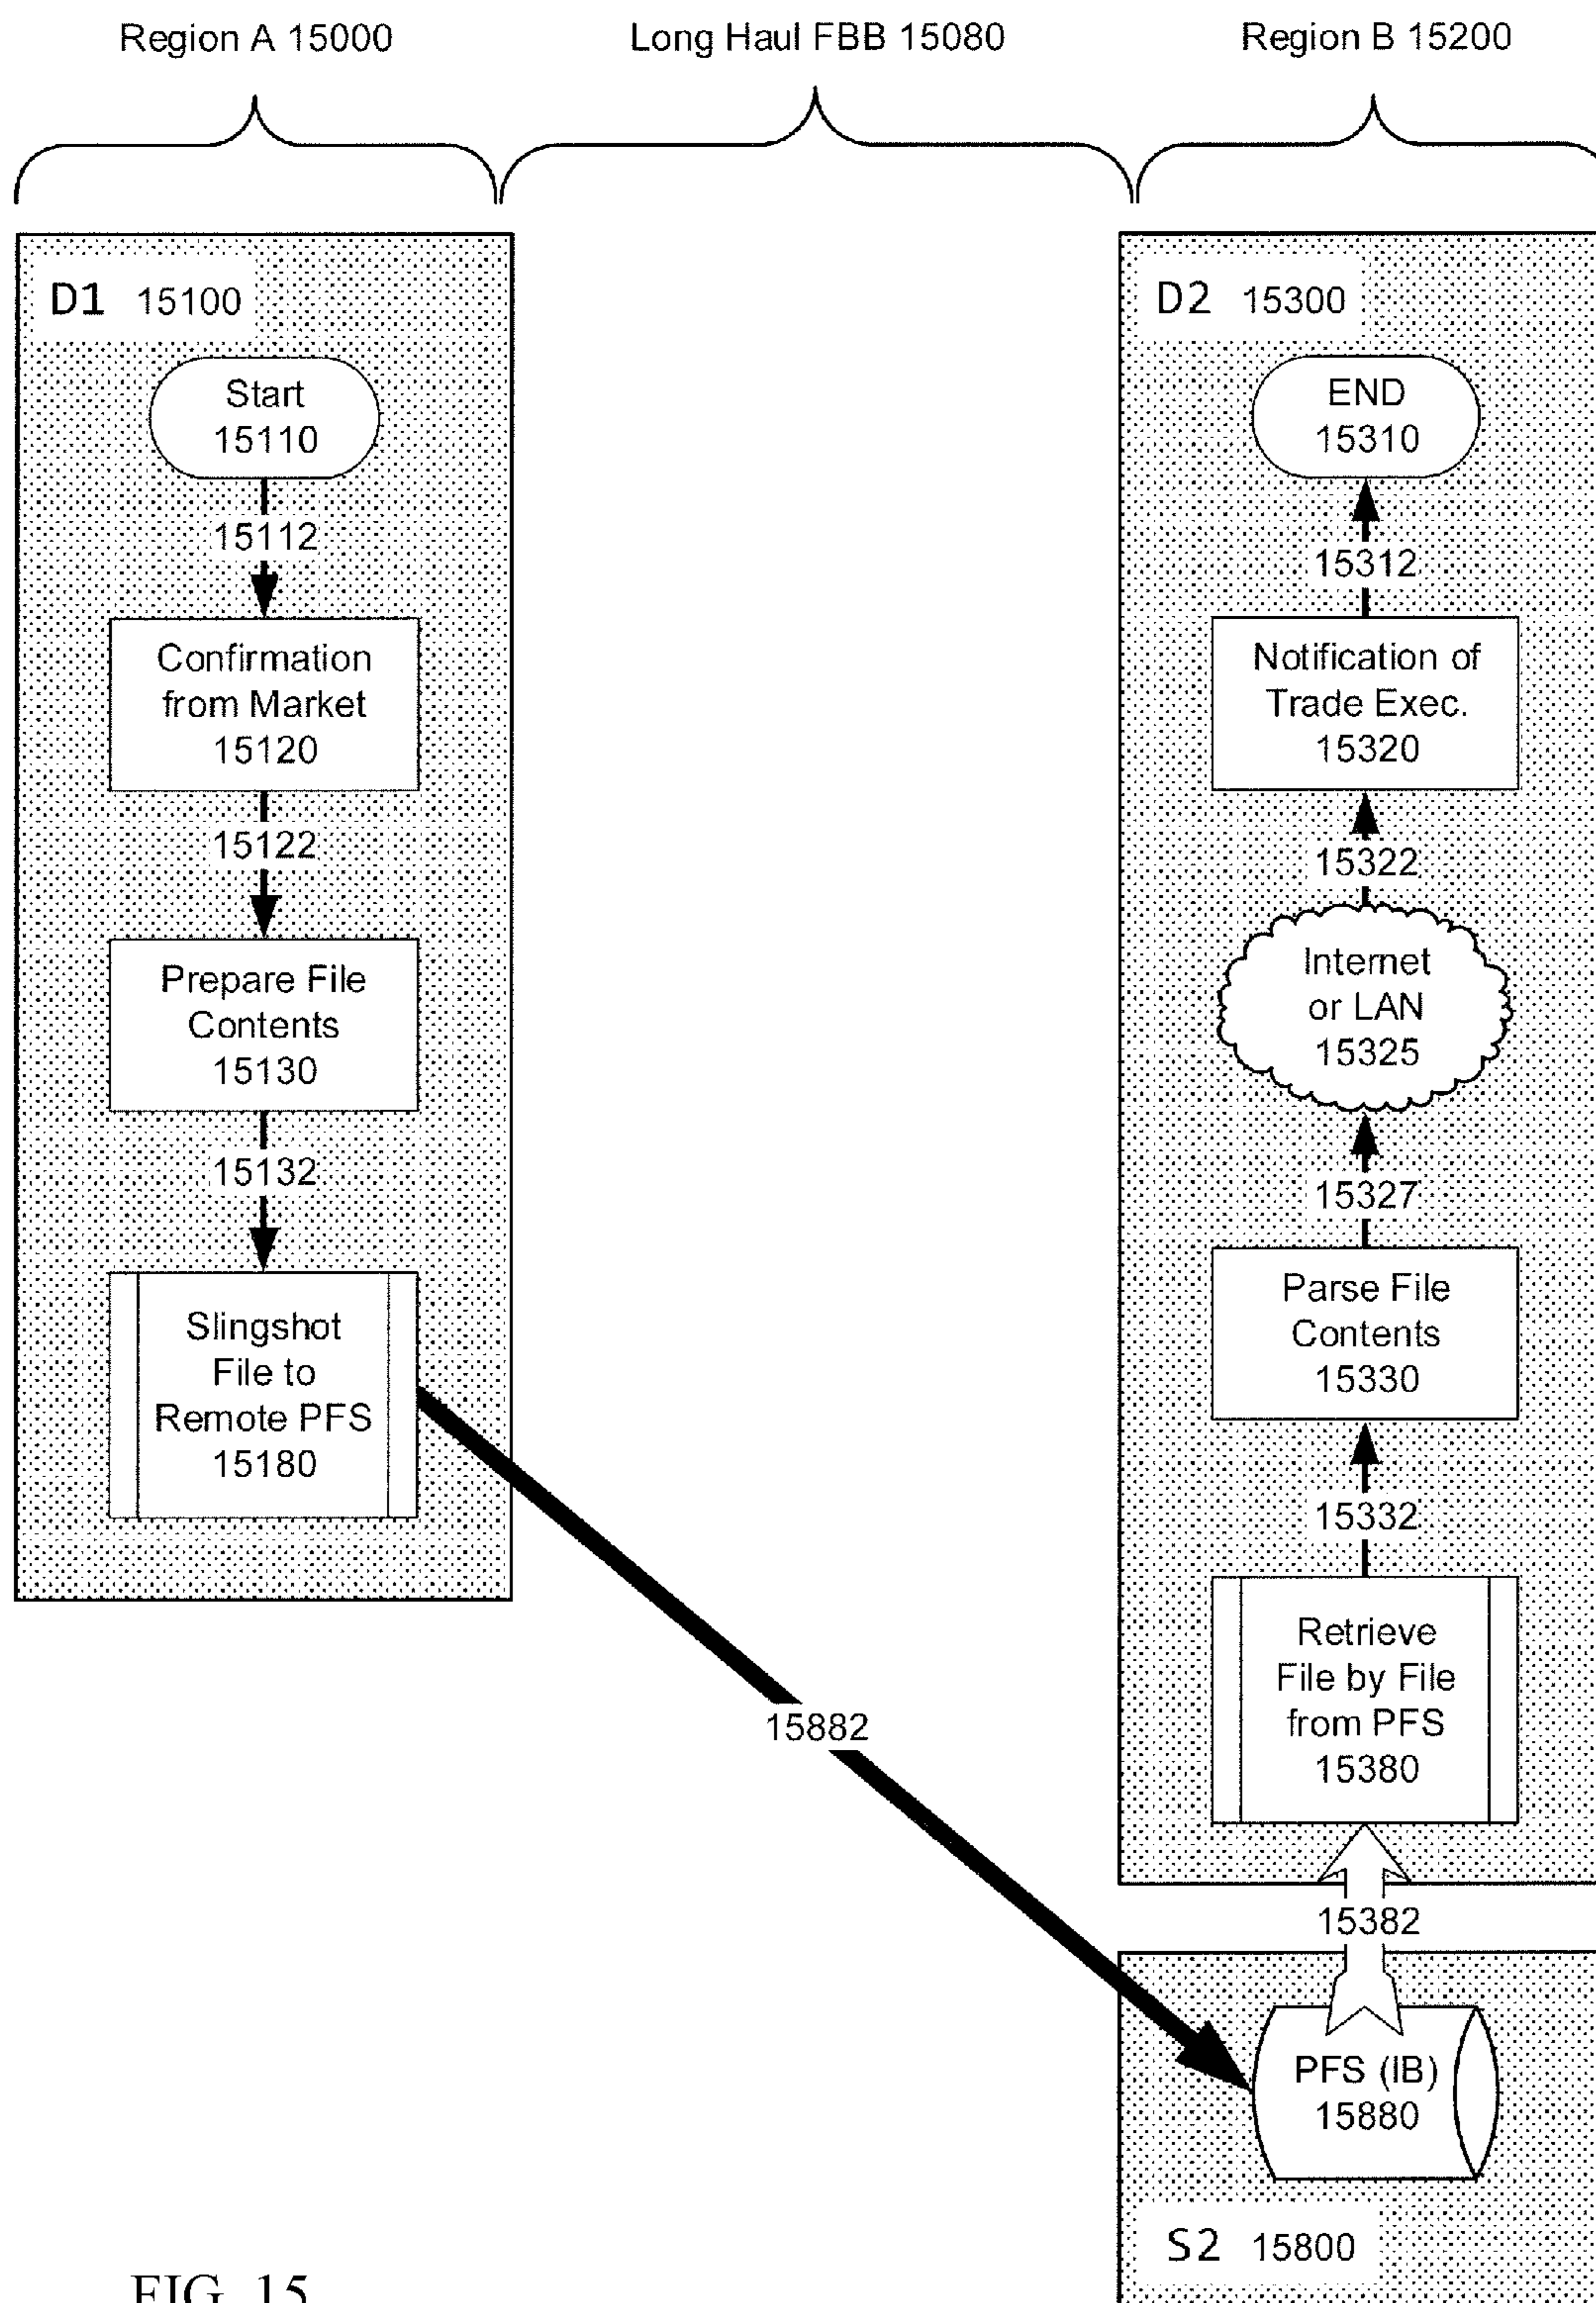 Region A 15000
Long Haul FBB 15080
Region B 15200
D1 15100
Start
15110
15112
Confirmation
from Market
15120
15122
Prepare File
Contents
15130
15132
Slingshot
File to
Remote PFS
15180
15882
D2 15300
END
15310
15312
Notification of
Trade Exec.
15320
15322
Internet
or LAN
15325
15327
Parse File
Contents
15330
15332
Retrieve
File by File
from PFS
15380
15382
PFS (IB)
15880
S2 15800
FIG. 15